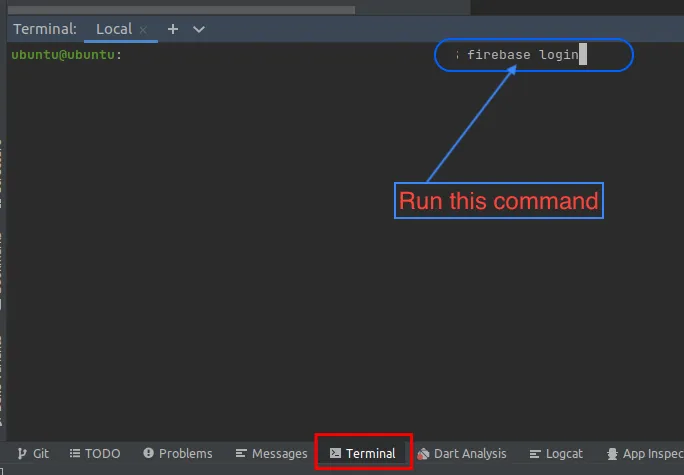 Terminal: Local × + 
ubuntu@ubuntu: firebase login
Run this command
Git TODO Problems Messages Terminal Dart Analysis Logcat App Inspec